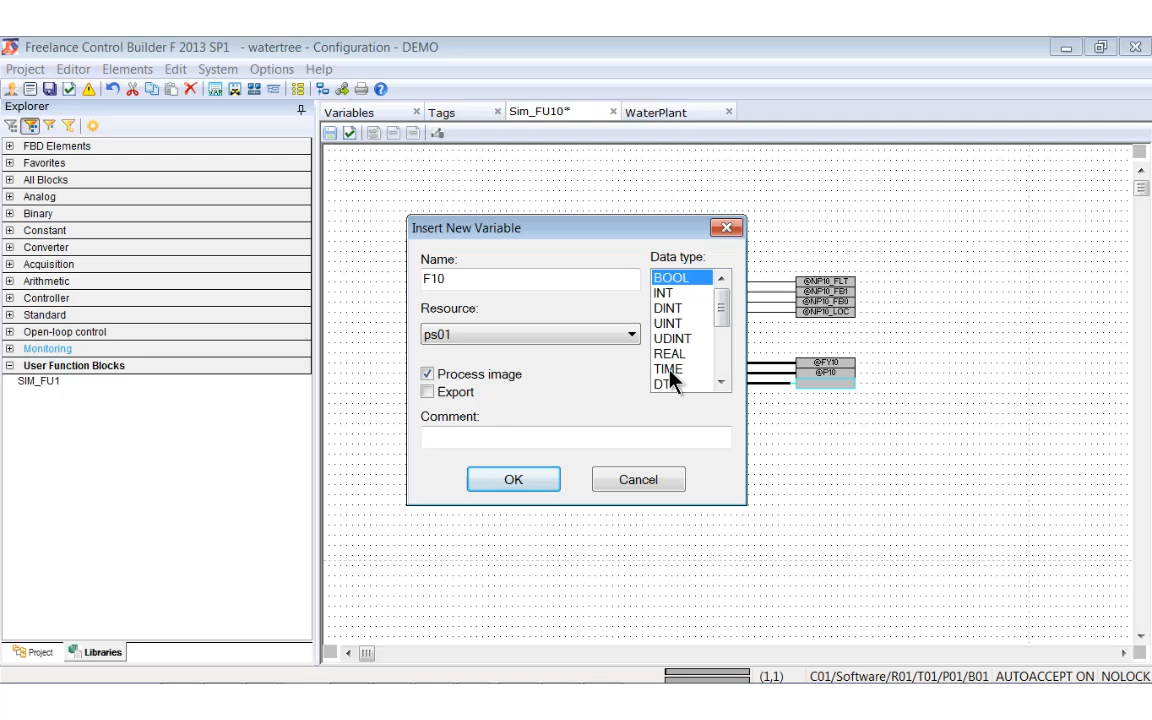 Freelance Control Builder F 2013 SP1 - watertree - Configuration - DEMO
Project Editor Elements Edit System Options Help
Explorer
Variables
Tags
Sim_FU10*
WaterPlant
FBD Elements
Favorites
All Blocks
Analog
Binary
Constant
Converter
Acquisition
Arithmetic
Controller
Standard
Open-loop control
Monitoring
User Function Blocks
SIM_FU1
Insert New Variable
Name:
F10
Resource:
ps01
Process image
Export
Comment:
Data type:
BOOL
INT
DINT
UINT
UDINT
REAL
TIME
OK
Cancel
@NP10_FLT
@NP10_FB1
@NP10_FB0
@NP10_LOC
@FY10
@P10
Project
Libraries
(1,1) C01/Software/R01/T01/P01/B01 AUTOACCEPT ON NOLOCK